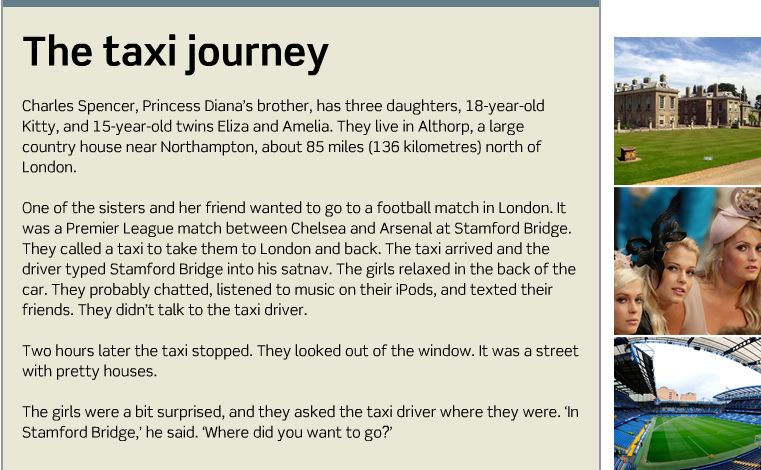 The taxi journey
Charles Spencer, Princess Diana's brother, has three daughters, 18-year-old
Kitty, and 15-year-old twins Eliza and Amelia. They live in Althorp, a large
country house near Northampton, about 85 miles (136 kilometres) north of
London.
One of the sisters and her friend wanted to go to a football match in London. It
was a Premier League match between Chelsea and Arsenal at Stamford Bridge.
They called a taxi to take them to London and back. The taxi arrived and the
driver typed Stamford Bridge into his satnav. The girls relaxed in the back of the
car. They probably chatted, listened to music on their iPods, and texted their
friends. They didn't talk to the taxi driver.
Two hours later the taxi stopped. They looked out of the window. It was a street
with pretty houses.
The girls were a bit surprised, and they asked the taxi driver where they were. 'In
Stamford Bridge,' he said. 'Where did you want to go?'